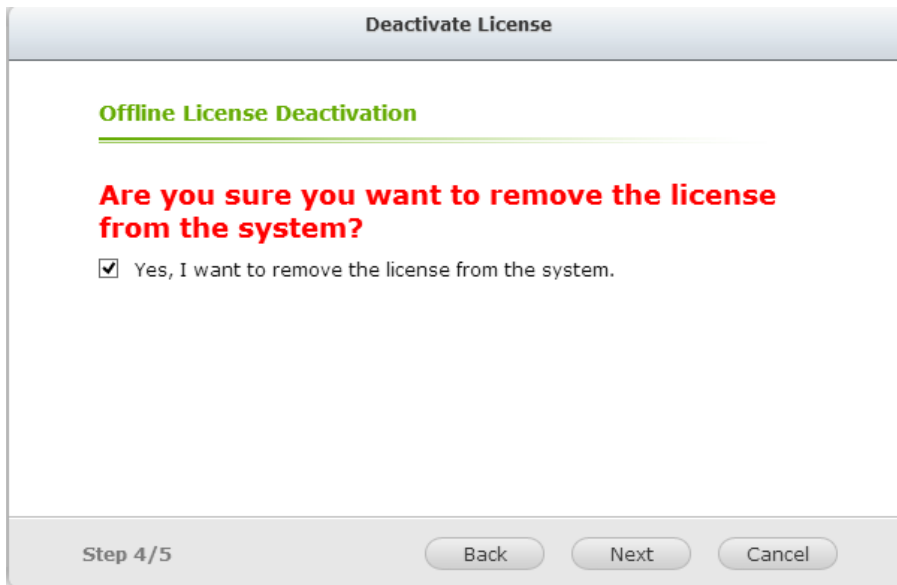 Deactivate License
Offline License Deactivation
Are you sure you want to remove the license
from the system?
Yes, I want to remove the license from the system.
Step 4/5
Back
Next
Cancel